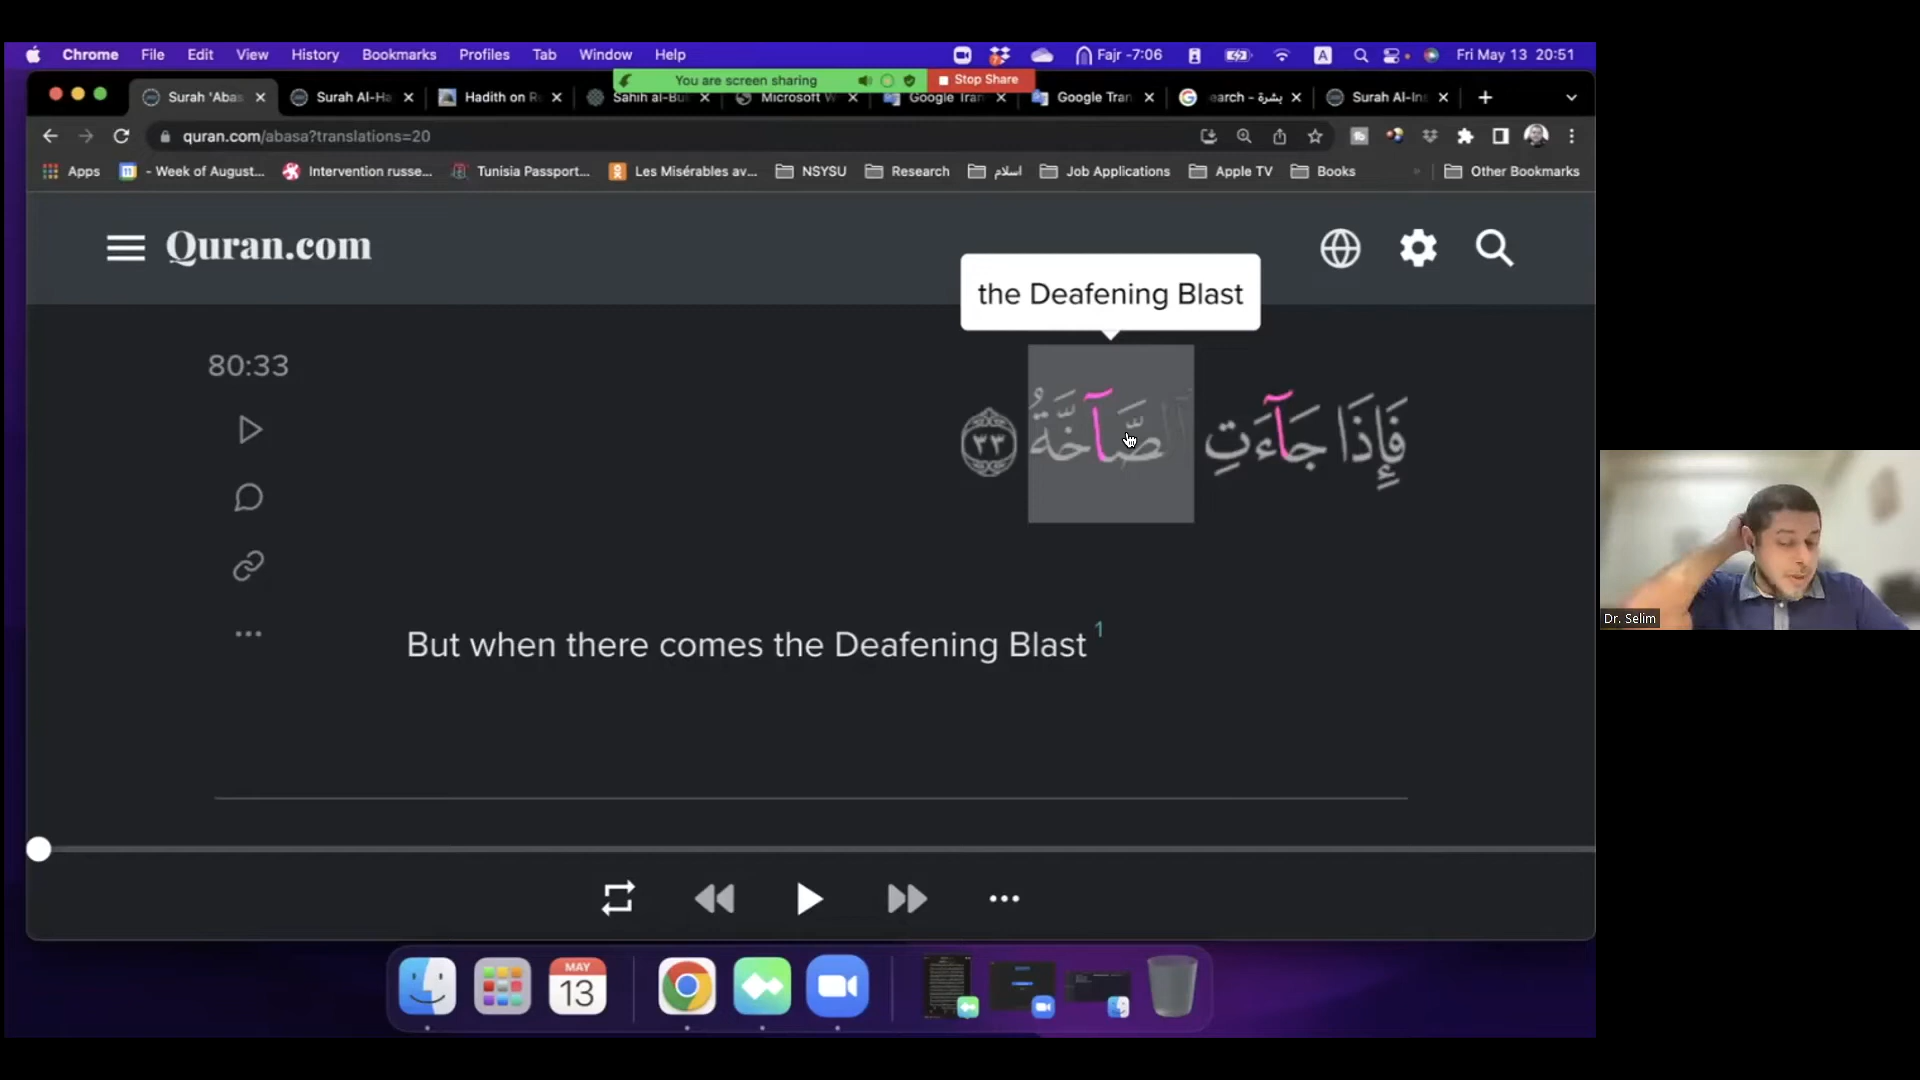 Chrome File Edit View History Bookmarks Profiles Tab Window Help Fajr -7:06 A Fri May 13 20:51
You are screen sharing Stop Share
Surah 'Abas Surah Al-Ha Hadith on R Sahih al-Bu Microsoft W Google Tran Google Tran earch - بشرة Surah Al-Ins
quran.com/abasa?translations=20
Apps - Week of August... Intervention russe... Tunisia Passport... Les Misérables av... NSYSU Research اسلام Job Applications Apple TV Books Other Bookmarks
Quran.com
the Deafening Blast
80:33
فَإِذَا جَآءَتِ ٱلصَّآخَّةُ ٣٣
But when there comes the Deafening Blast 1
Dr. Selim
MAY
13